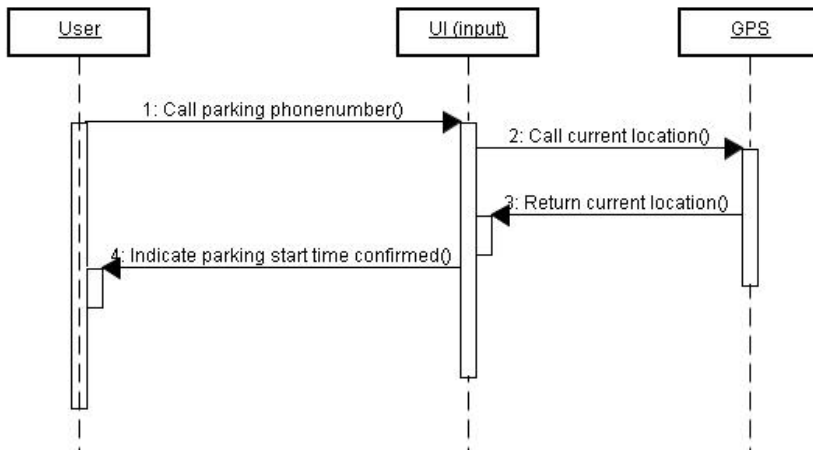 User
UI (input)
GPS
1: Call parking phonenumber()
2: Call current location()
3: Return current location()
4: Indicate parking start time confirmed()